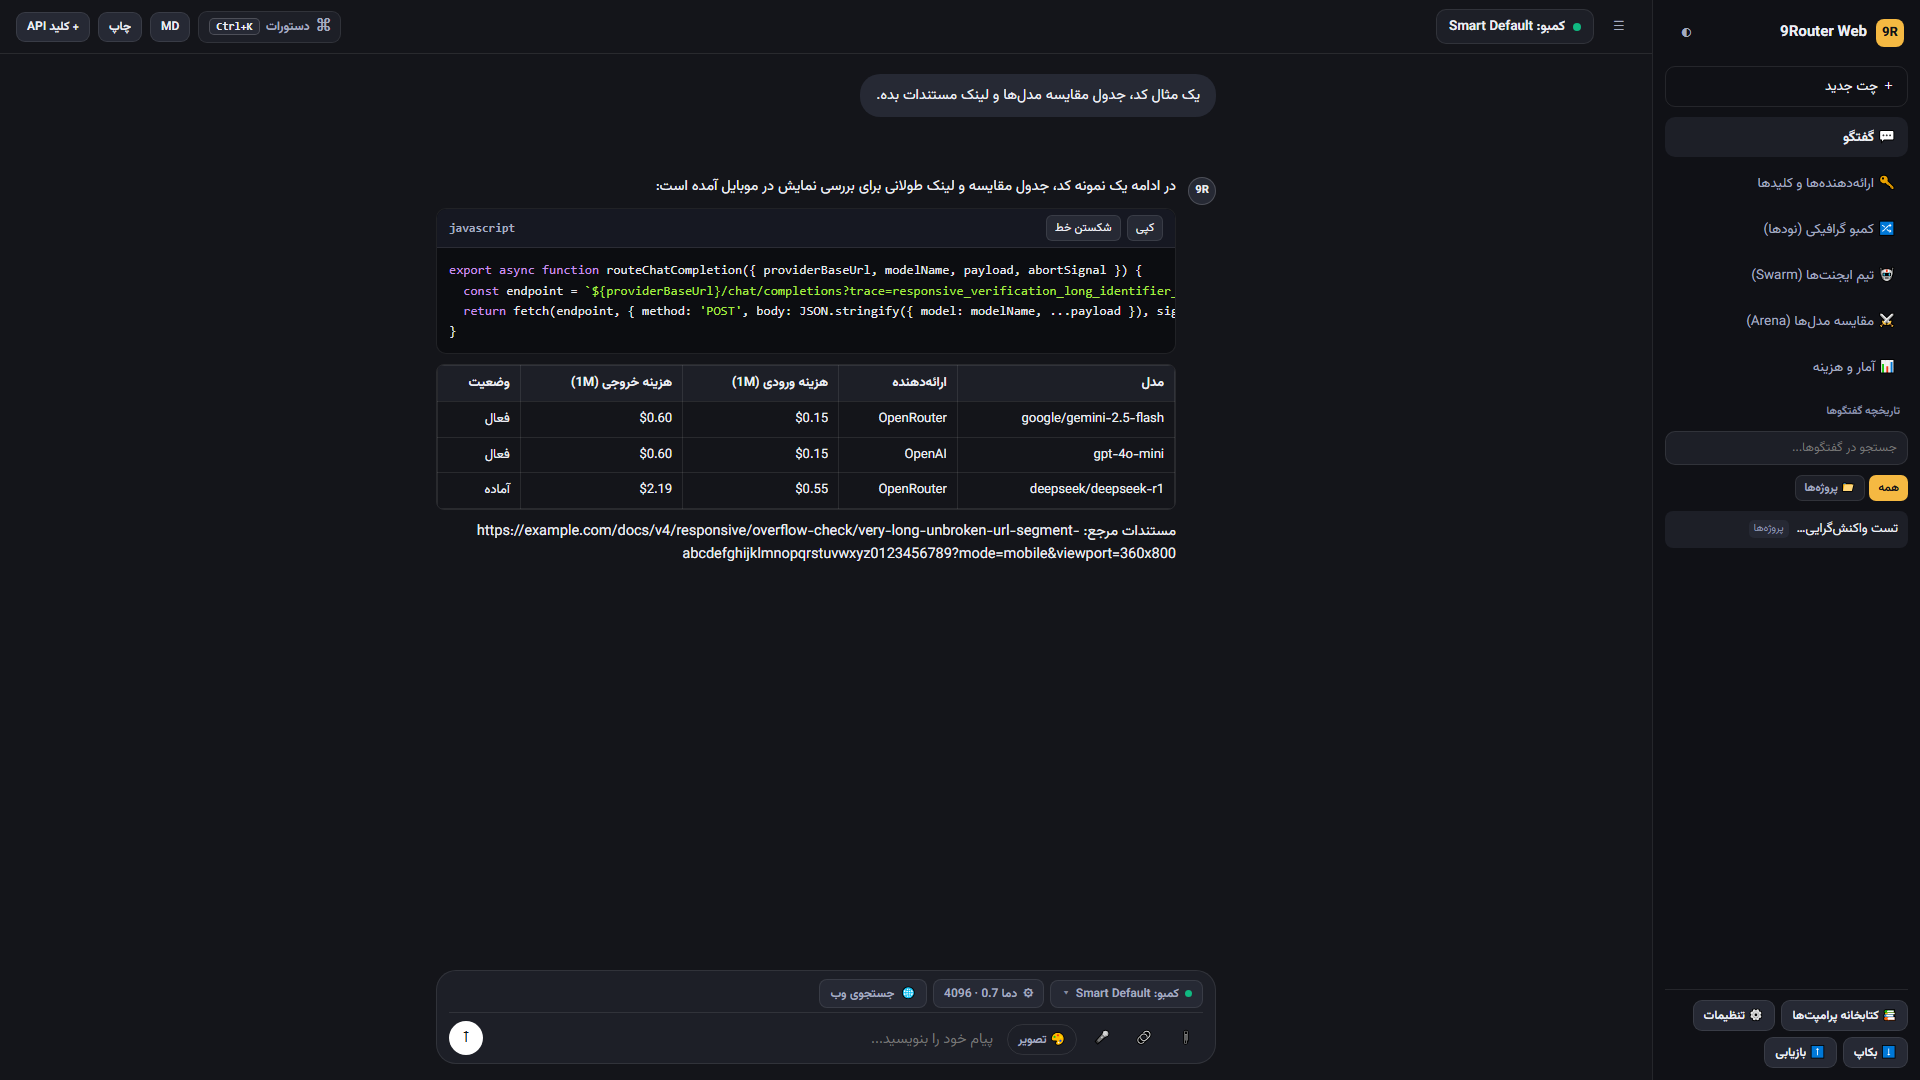 9R 9Router Web
+ چت جدید
گفتگو
ارائه‌دهنده‌ها و کلیدها
کمبو گرافیکی (نودها)
تیم ایجنت‌ها (Swarm)
مقایسه مدل‌ها (Arena)
آمار و هزینه
تاریخچه گفتگوها
جستجو در گفتگوها...
همه پروژه‌ها
تست واکنش‌گرایی... پروژه‌ها
کتابخانه پرامپت‌ها تنظیمات
بکاپ بازیابی
کمبو: Smart Default
⌘ دستورات Ctrl+K MD چاپ + کلید API
یک مثال کد، جدول مقایسه مدل‌ها و لینک مستندات بده.
9R
در ادامه یک نمونه کد، جدول مقایسه و لینک طولانی برای بررسی نمایش در موبایل آمده است:
کپی شکستن خط javascript
export async function routeChatCompletion({ providerBaseUrl, modelName, payload, abortSignal }) {
const endpoint = `${providerBaseUrl}/chat/completions?trace=responsive_verification_long_identifier_
return fetch(endpoint, { method: 'POST', body: JSON.stringify({ model: modelName, ...payload }), sig
}
مدل ارائه‌دهنده هزینه ورودی (1M) هزینه خروجی (1M) وضعیت
google/gemini-2.5-flash OpenRouter $0.15 $0.60 فعال
gpt-4o-mini OpenAI $0.15 $0.60 فعال
deepseek/deepseek-r1 OpenRouter $0.55 $2.19 آماده
مستندات مرجع: https://example.com/docs/v4/responsive/overflow-check/very-long-unbroken-url-segment-
abcdefghijklmnopqrstuvwxyz0123456789?mode=mobile&viewport=360x800
کمبو: Smart Default دما 0.7 · 4096 جستجوی وب
تصویر پیام خود را بنویسید...